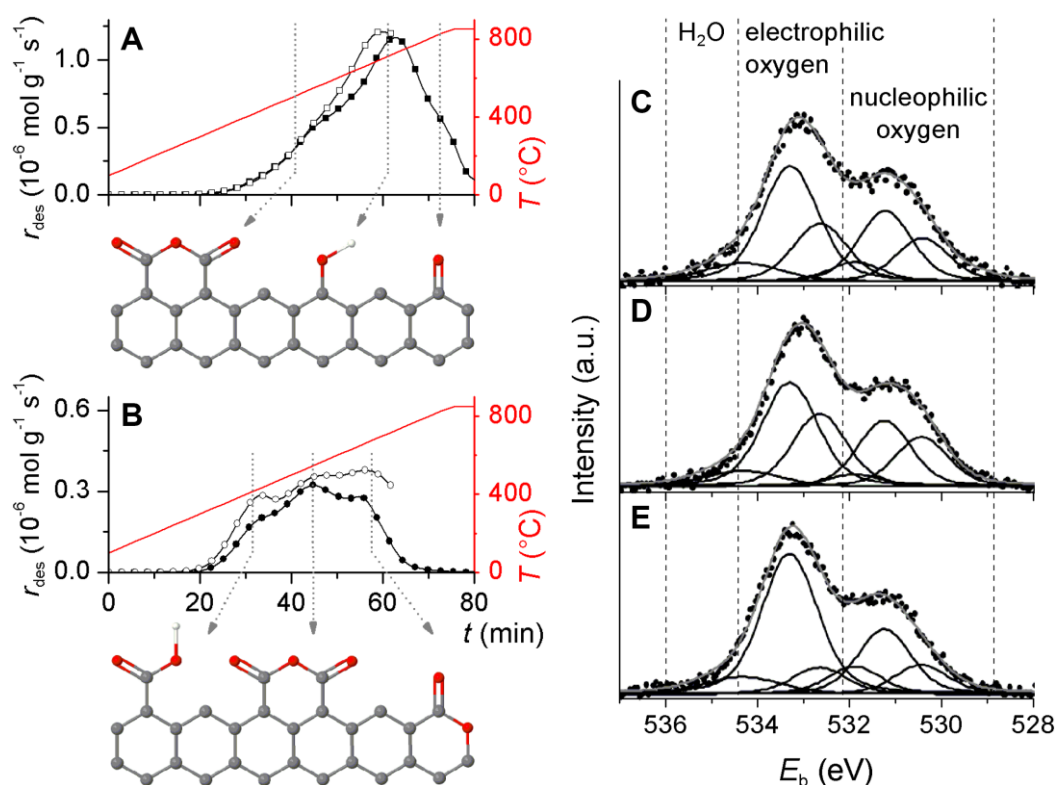 A
r_des (10⁻⁶ mol g⁻¹ s⁻¹)
1.0
0.5
0.0
800
400
0
T (°C)
B
r_des (10⁻⁶ mol g⁻¹ s⁻¹)
0.6
0.3
0.0
800
400
0
T (°C)
0 20 40 60 80
t (min)
H₂O electrophilic
oxygen
nucleophilic
oxygen
C
D
E
Intensity (a.u.)
536 534 532 530 528
E_b (eV)